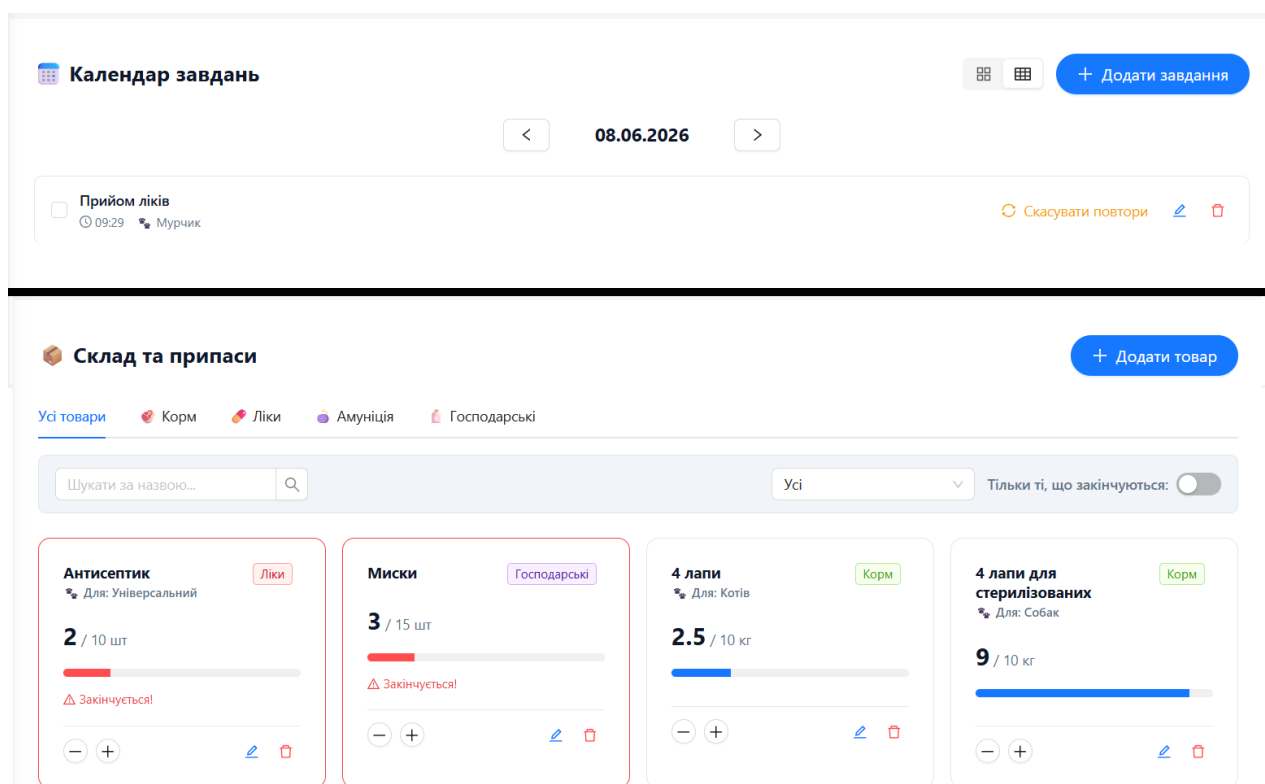 Календар завдань
+ Додати завдання
< 08.06.2026 >
Прийом ліків
09:29 Мурчик
Скасувати повтори
Склад та припаси
+ Додати товар
Усі товари Корм Ліки Амуніція Господарські
Шукати за назвою... Усі Тільки ті, що закінчуються:
Антисептик Ліки
Для: Універсальний
2 / 10 шт
Закінчується!
Миски Господарські
3 / 15 шт
Закінчується!
4 лапи Корм
Для: Котів
2.5 / 10 кг
4 лапи для стерилізованих Корм
Для: Собак
9 / 10 кг